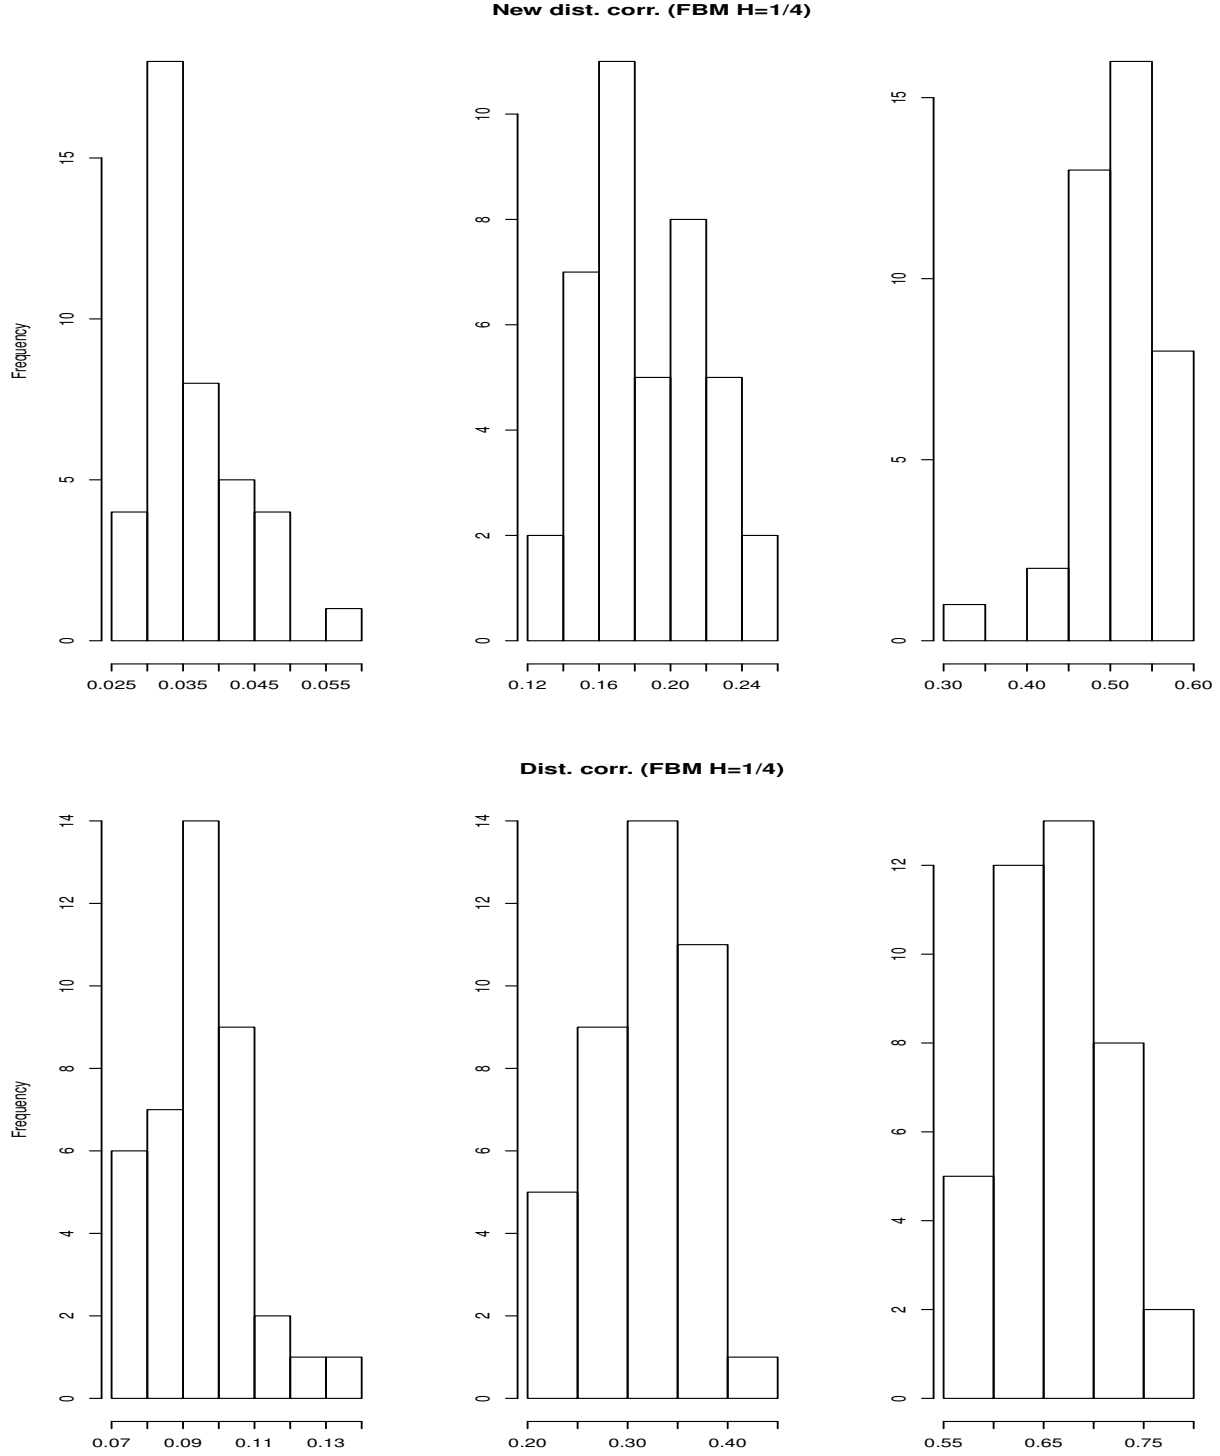 New dist. corr. (FBM H=1/4)
Frequency
0 5 10 15
0.025 0.035 0.045 0.055
0 2 4 6 8 10
0.12 0.16 0.20 0.24
0 5 10 15
0.30 0.40 0.50 0.60
Dist. corr. (FBM H=1/4)
Frequency
0 2 4 6 8 10 12 14
0.07 0.09 0.11 0.13
0 2 4 6 8 10 12 14
0.20 0.30 0.40
0 2 4 6 8 10 12
0.55 0.65 0.75